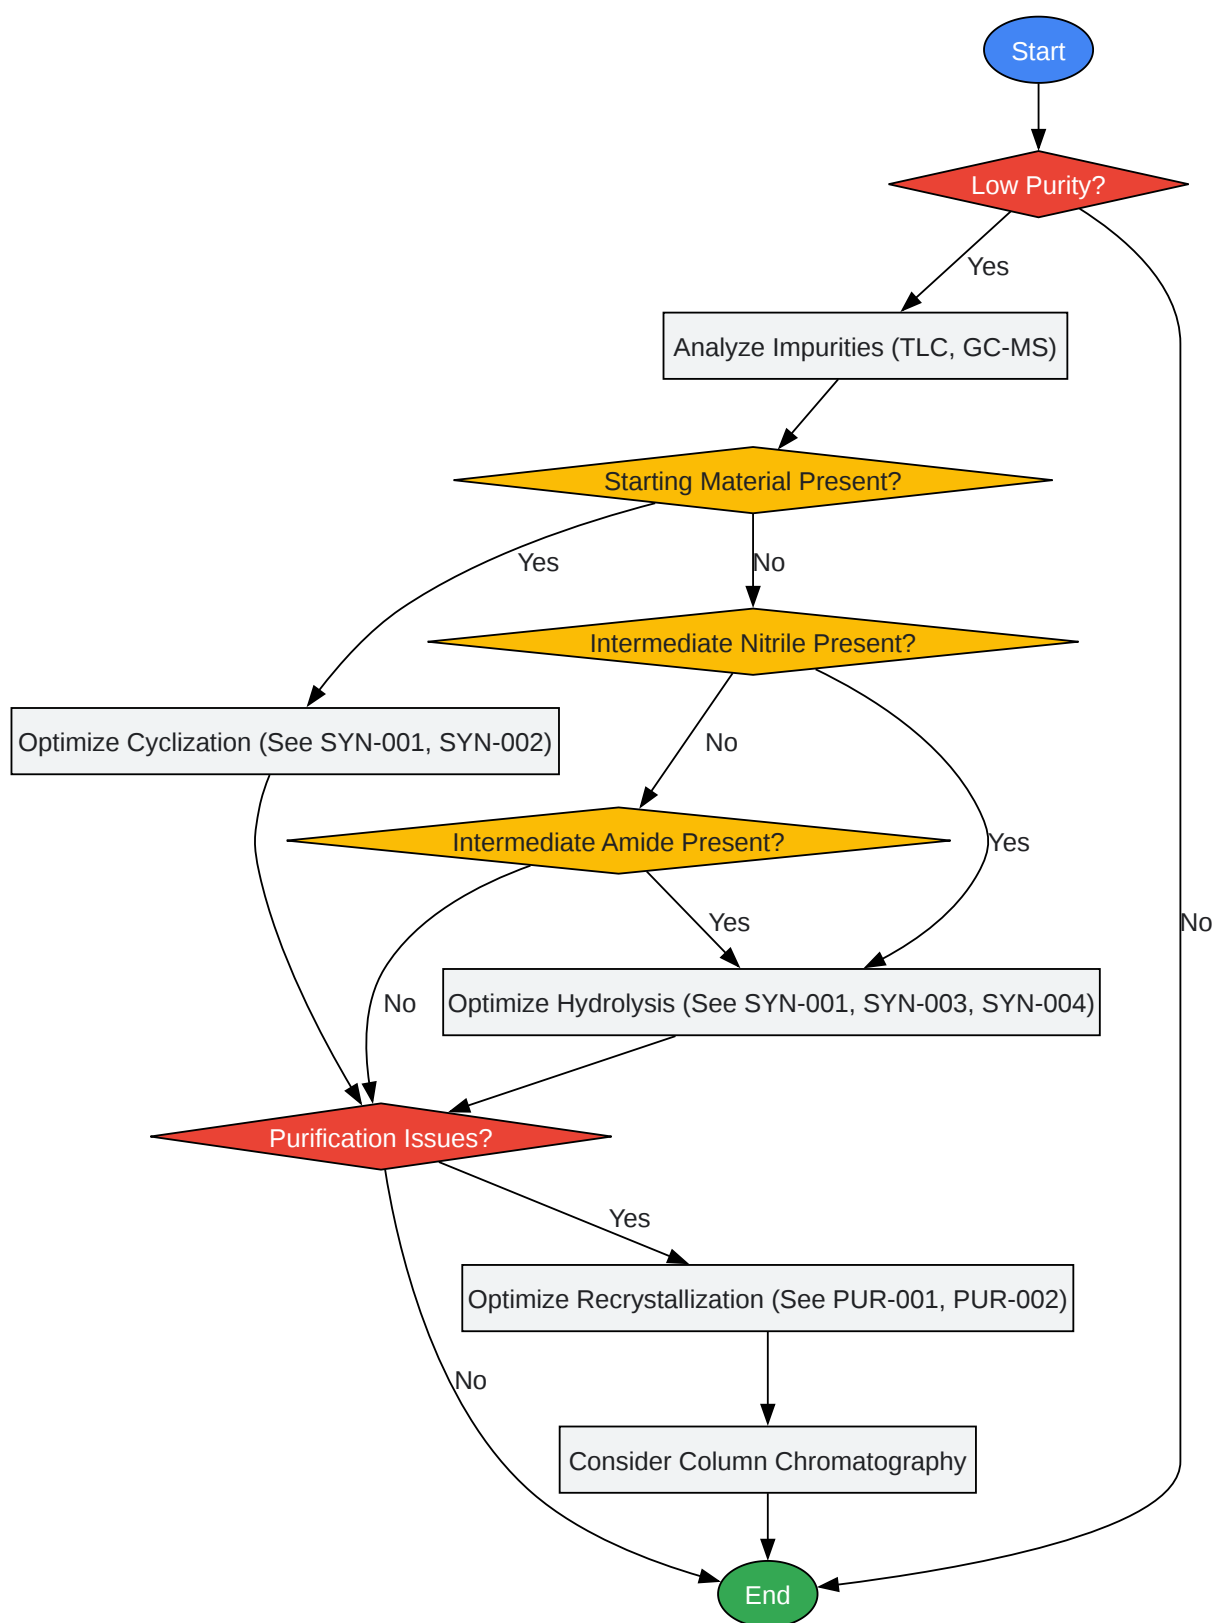 Start
Low Purity?
Yes
Analyze Impurities (TLC, GC-MS)
Starting Material Present?
Yes
No
Intermediate Nitrile Present?
Optimize Cyclization (See SYN-001, SYN-002)
No
Intermediate Amide Present?
Yes
Yes
No
No
Optimize Hydrolysis (See SYN-001, SYN-003, SYN-004)
Purification Issues?
Yes
Optimize Recrystallization (See PUR-001, PUR-002)
No
Consider Column Chromatography
End